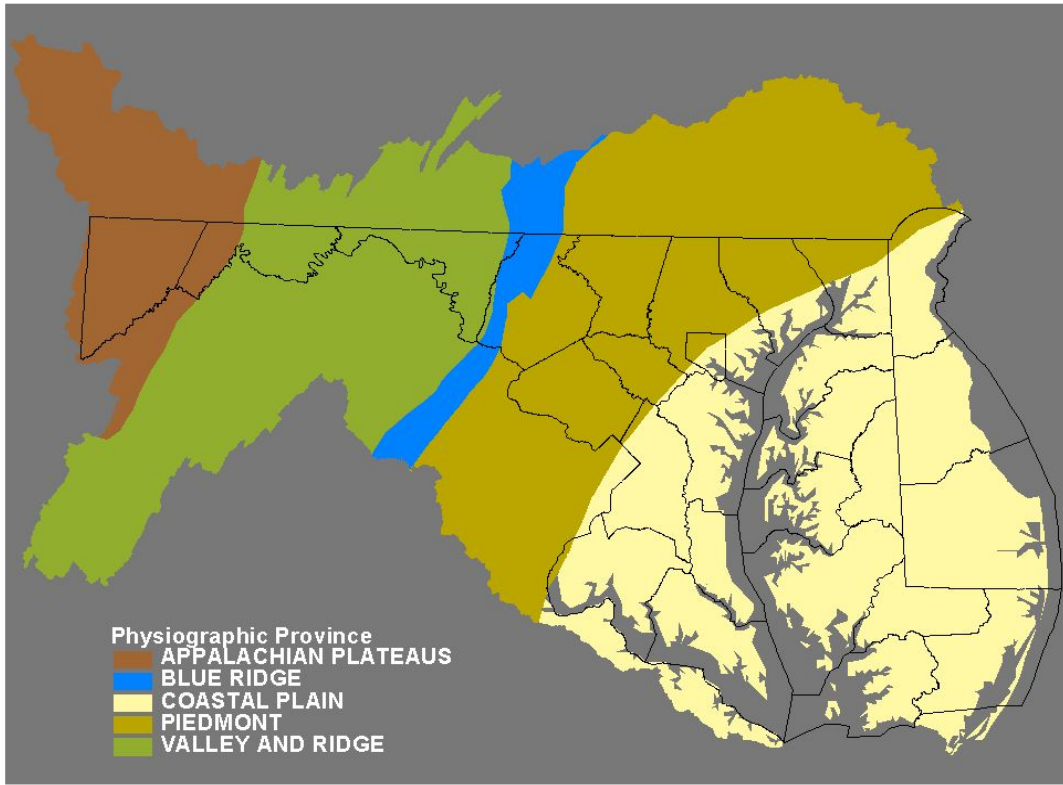 Physiographic Province
APPALACHIAN PLATEAUS
BLUE RIDGE
COASTAL PLAIN
PIEDMONT
VALLEY AND RIDGE